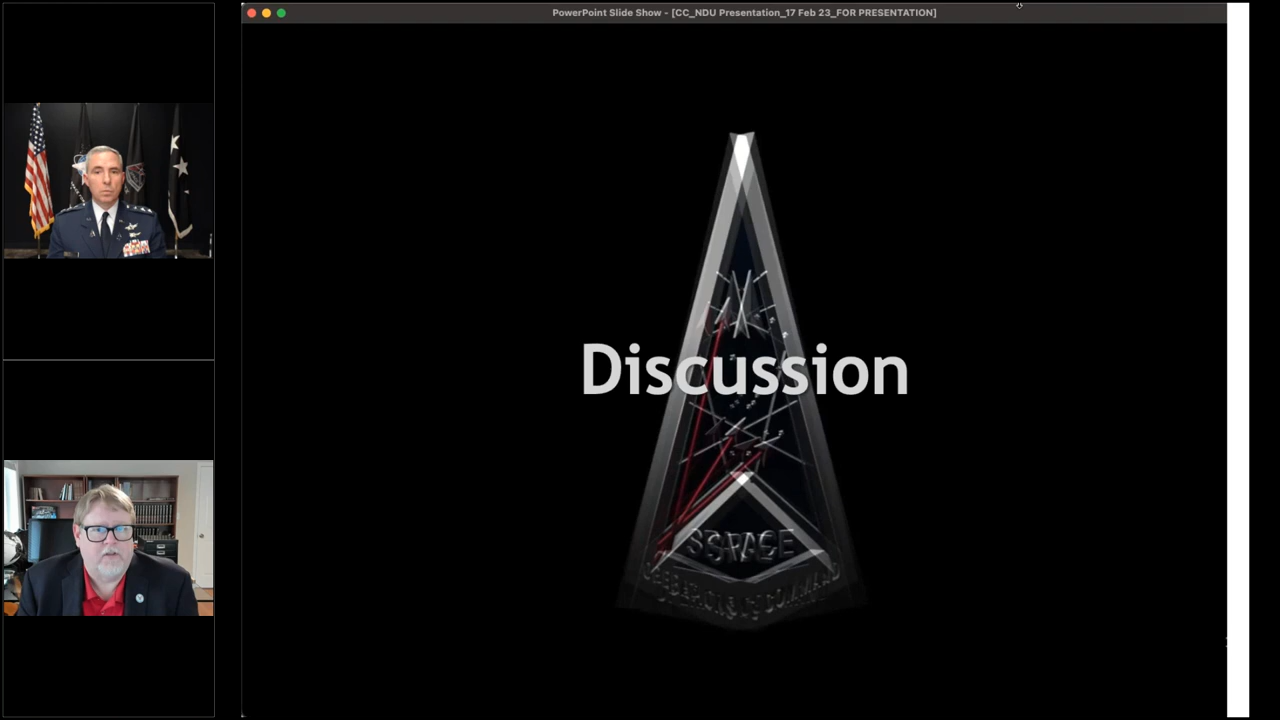 PowerPoint Slide Show - [CC_NDU Presentation_17 Feb 23_FOR PRESENTATION]
Discussion